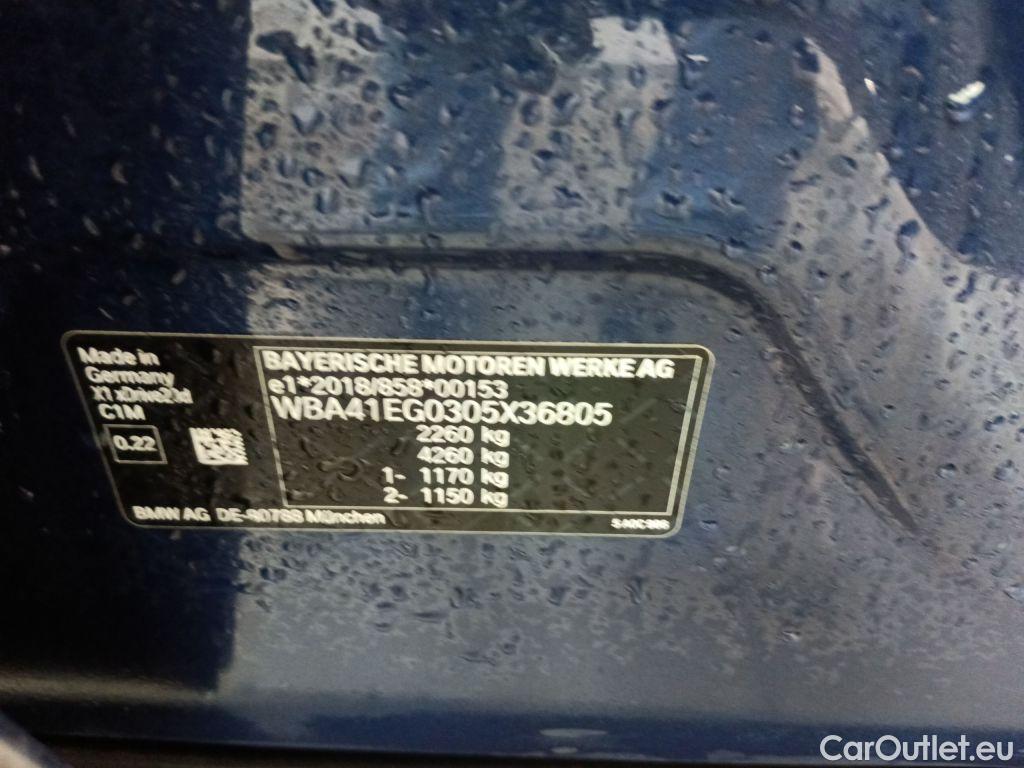 Made in
Germany
X1 xDrive23d
C1M
0.22
BAYERISCHE MOTOREN WERKE AG
e1*2018/858*00153
WBA41EG0305X36805
2260 kg
4260 kg
1- 1170 kg
2- 1150 kg
BMW AG DE-80788 München
CarOutlet.eu